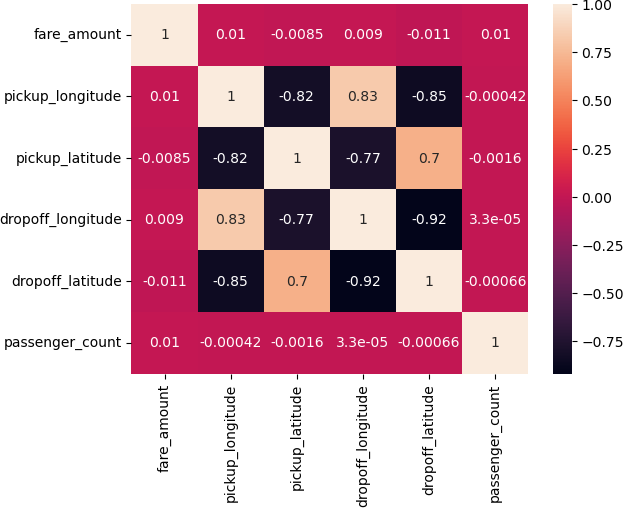 fare_amount 1 0.01 -0.0085 0.009 -0.011 0.01
pickup_longitude 0.01 1 -0.82 0.83 -0.85 -0.00042
pickup_latitude -0.0085 -0.82 1 -0.77 0.7 -0.0016
dropoff_longitude 0.009 0.83 -0.77 1 -0.92 3.3e-05
dropoff_latitude -0.011 -0.85 0.7 -0.92 1 -0.00066
passenger_count 0.01 -0.00042 -0.0016 3.3e-05 -0.00066 1
fare_amount
pickup_longitude
pickup_latitude
dropoff_longitude
dropoff_latitude
passenger_count
1.00
0.75
0.50
0.25
0.00
−0.25
−0.50
−0.75